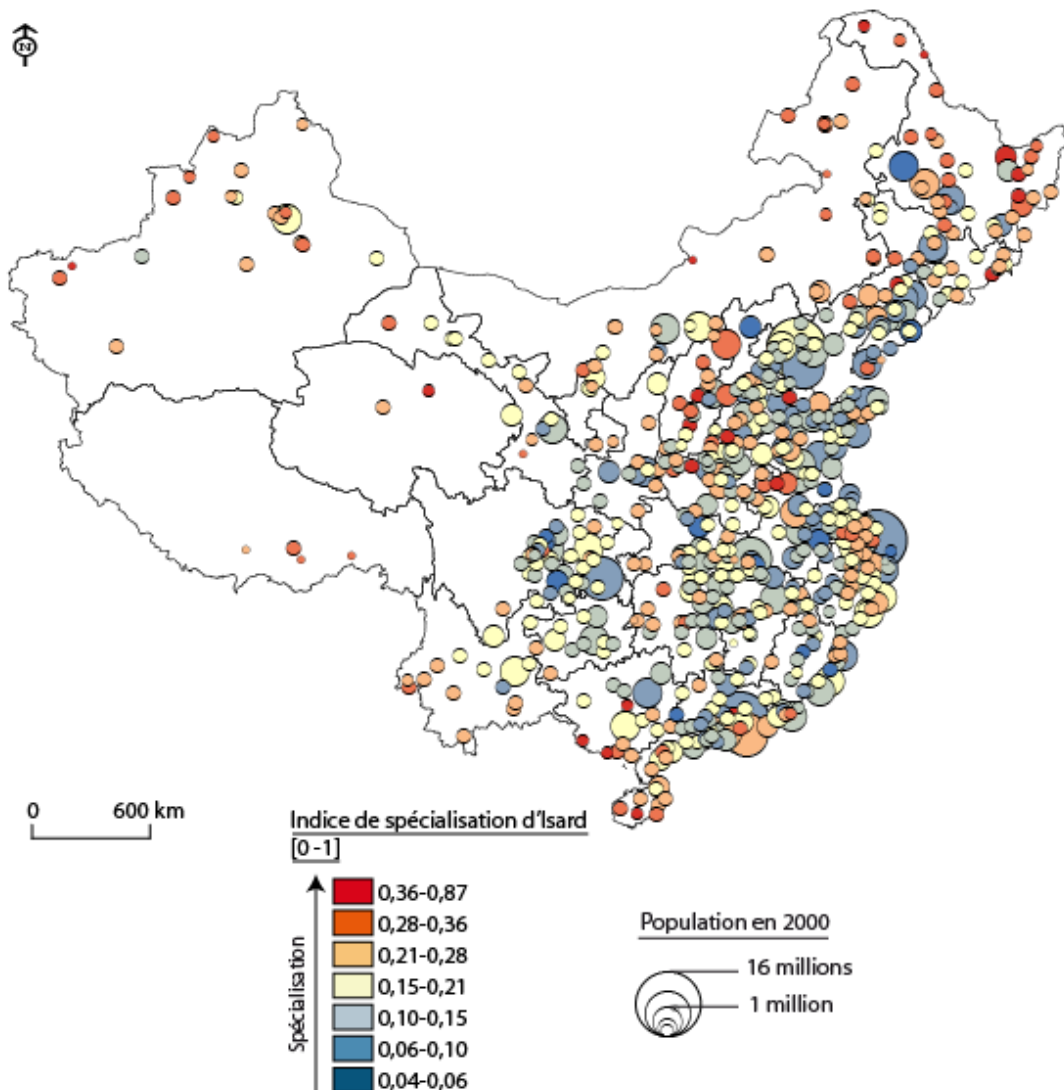 N
0 600 km
Indice de spécialisation d'Isard
[0 -1]
Spécialisation
0,36-0,87
0,28-0,36
0,21-0,28
0,15-0,21
0,10-0,15
0,06-0,10
0,04-0,06
Population en 2000
16 millions
1 million